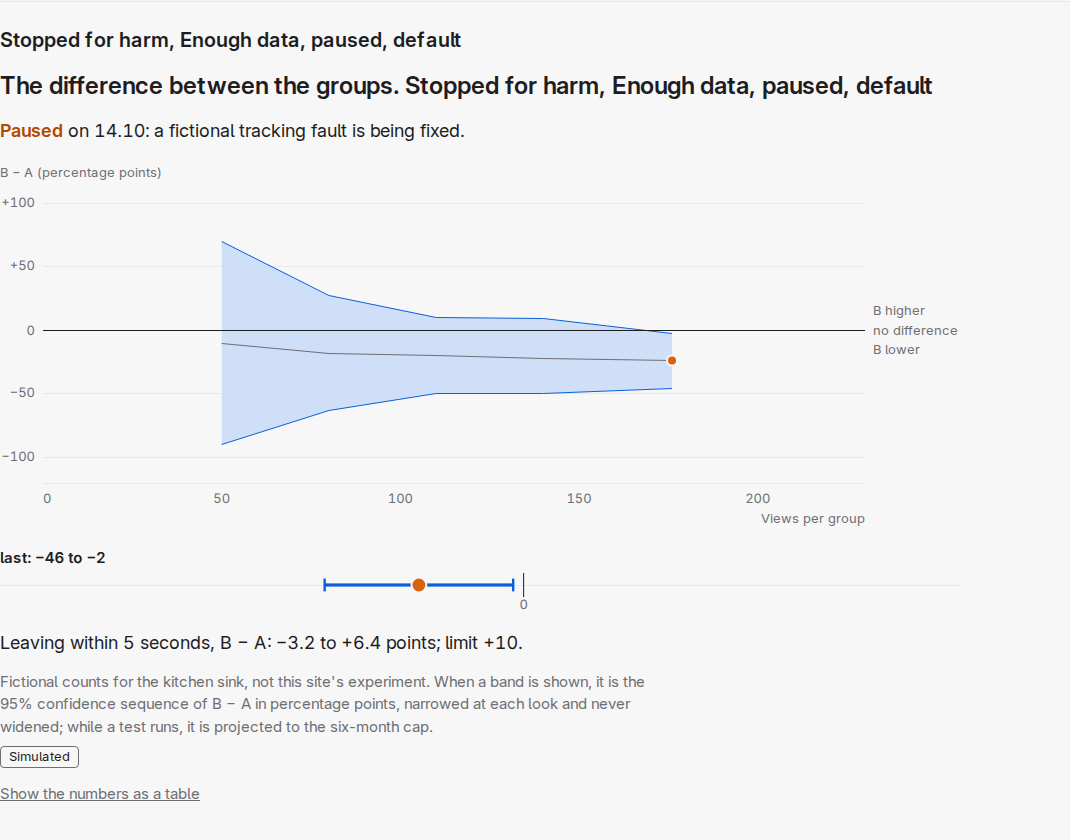 Stopped for harm, Enough data, paused, default
The difference between the groups. Stopped for harm, Enough data, paused, default
Paused on 14.10: a fictional tracking fault is being fixed.
B − A (percentage points)
+100
+50
0
−50
−100
B higher
no difference
B lower
0 50 100 150 200
Views per group
last: −46 to −2
0
Leaving within 5 seconds, B − A: −3.2 to +6.4 points; limit +10.
Fictional counts for the kitchen sink, not this site's experiment. When a band is shown, it is the
95% confidence sequence of B − A in percentage points, narrowed at each look and never
widened; while a test runs, it is projected to the six-month cap.
Simulated
Show the numbers as a table